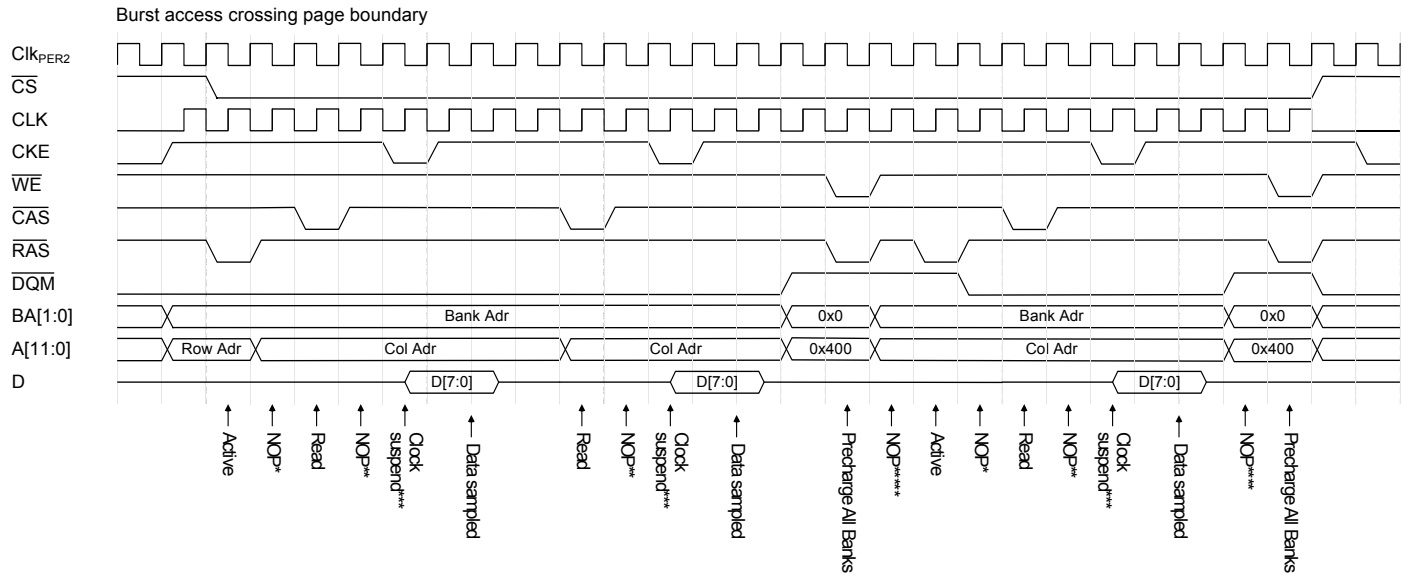 Burst access crossing page boundary
ClkPER2
CS
CLK
CKE
WE
CAS
RAS
DQM
BA[1:0] Bank Adr 0x0 Bank Adr 0x0
A[11:0] Row Adr Col Adr Col Adr 0x400 Col Adr 0x400
D D[7:0] D[7:0] D[7:0]
Active
NOP*
Read
NOP**
Clock
suspend***
Data sampled
Read
NOP**
Clock
suspend***
Data sampled
Precharge All Banks
NOP*****
Active
NOP*
Read
NOP**
Clock
suspend***
Data sampled
NOP****
Precharge All Banks